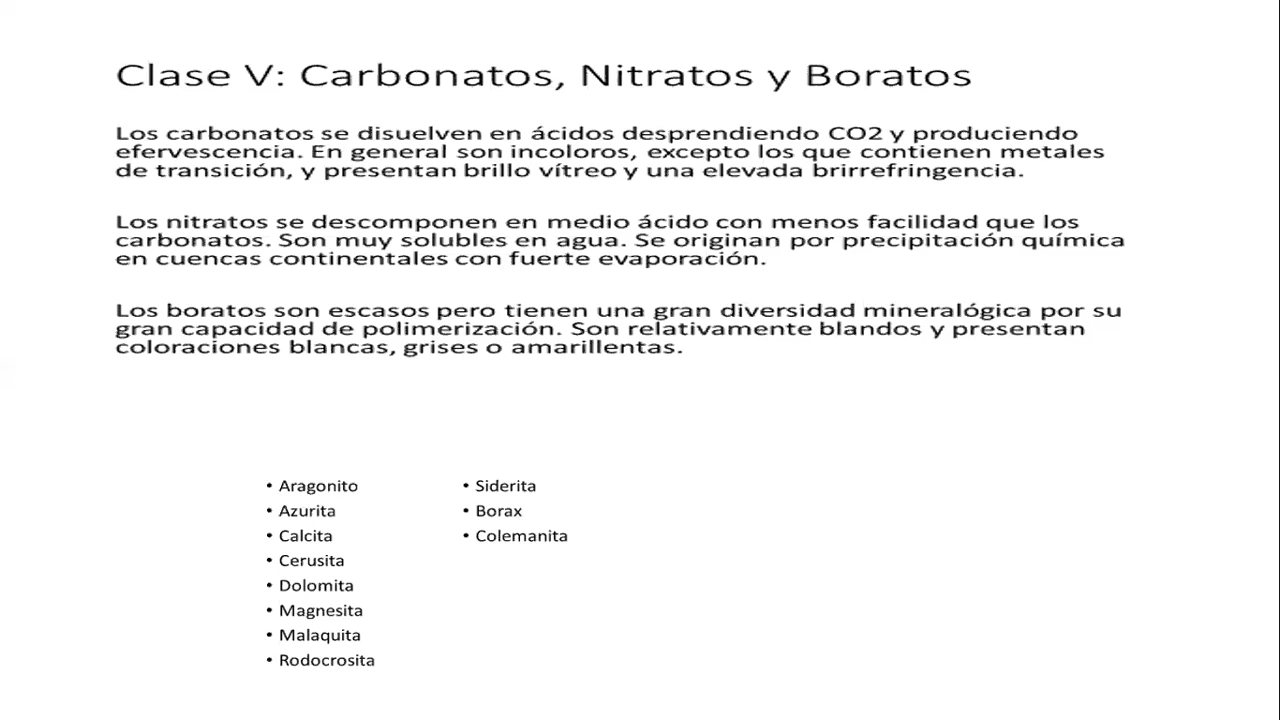 Clase V: Carbonatos, Nitratos y Boratos
Los carbonatos se disuelven en ácidos desprendiendo CO2 y produciendo
efervescencia. En general son incoloros, excepto los que contienen metales
de transición, y presentan brillo vítreo y una elevada brirrefringencia.
Los nitratos se descomponen en medio ácido con menos facilidad que los
carbonatos. Son muy solubles en agua. Se originan por precipitación química
en cuencas continentales con fuerte evaporación.
Los boratos son escasos pero tienen una gran diversidad mineralógica por su
gran capacidad de polimerización. Son relativamente blandos y presentan
coloraciones blancas, grises o amarillentas.
• Aragonito
• Azurita
• Calcita
• Cerusita
• Dolomita
• Magnesita
• Malaquita
• Rodocrosita
• Siderita
• Borax
• Colemanita